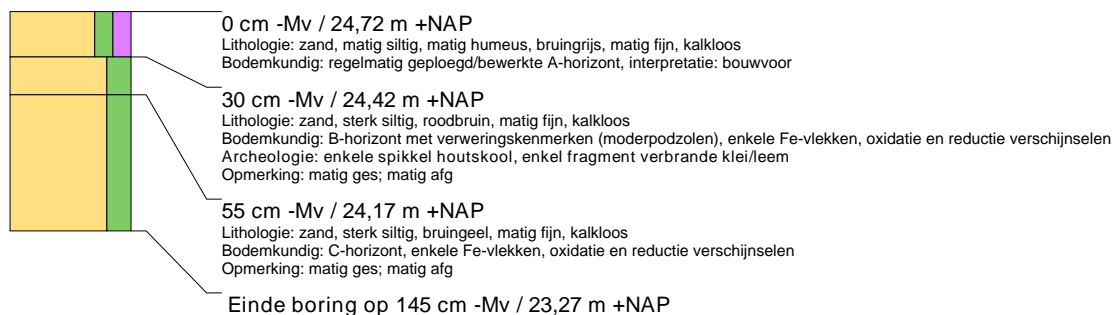 0 cm -Mv / 24,72 m +NAP
Lithologie: zand, matig siltig, matig humeus, bruingrijs, matig fijn, kalkloos
Bodemkundig: regelmatig geploegd/bewerkte A-horizont, interpretatie: bouwvoor
30 cm -Mv / 24,42 m +NAP
Lithologie: zand, sterk siltig, roodbruin, matig fijn, kalkloos
Bodemkundig: B-horizont met verweringskenmerken (moderpodzolen), enkele Fe-vlekken, oxidatie en reductie verschijnselen
Archeologie: enkele spikkel houtskool, enkel fragment verbrande klei/leem
Opmerking: matig ges; matig afg
55 cm -Mv / 24,17 m +NAP
Lithologie: zand, sterk siltig, bruingeel, matig fijn, kalkloos
Bodemkundig: C-horizont, enkele Fe-vlekken, oxidatie en reductie verschijnselen
Opmerking: matig ges; matig afg
Einde boring op 145 cm -Mv / 23,27 m +NAP